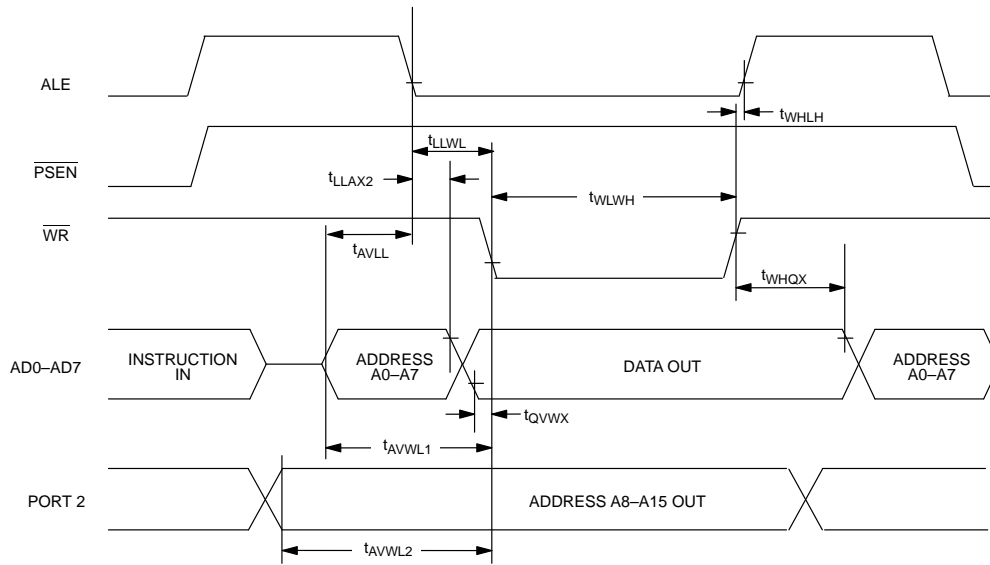 ALE
tWHLH
PSEN
tLLWL
tLLAX2
tWLWH
WR
tAVLL
tWHQX
AD0–AD7
INSTRUCTION
IN
ADDRESS
A0–A7
DATA OUT
ADDRESS
A0–A7
tQVWX
tAVWL1
PORT 2
ADDRESS A8–A15 OUT
tAVWL2